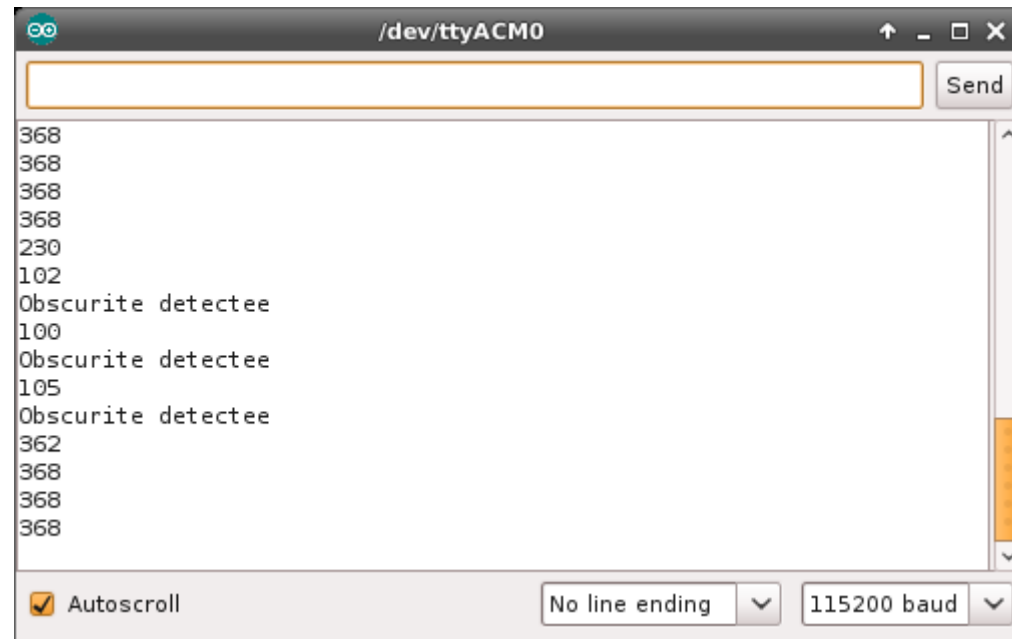 /dev/ttyACM0
Send
368
368
368
368
230
102
Obscurite detectee
100
Obscurite detectee
105
Obscurite detectee
362
368
368
368
Autoscroll
No line ending
115200 baud